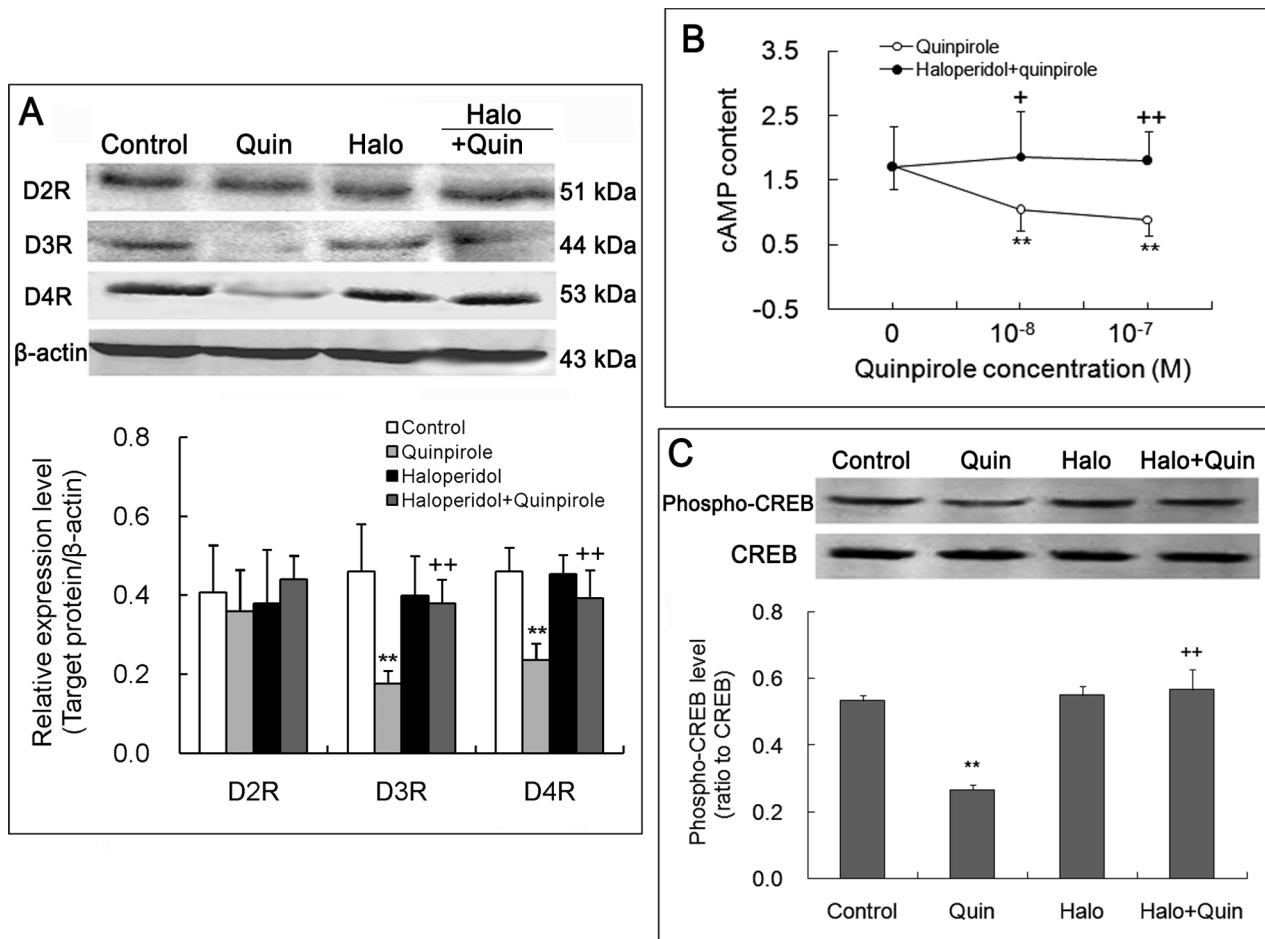 A
Halo
Control Quin Halo +Quin
D2R 51 kDa
D3R 44 kDa
D4R 53 kDa
β-actin 43 kDa
Control
Quinpirole
Haloperidol
Haloperidol+Quinpirole
Relative expression level
(Target protein/β-actin)
0.8
0.6
0.4
0.2
0.0
**
++
**
++
D2R D3R D4R
B
Quinpirole
Haloperidol+quinpirole
cAMP content
3.5
2.5
1.5
0.5
-0.5
+
++
**
**
0 10⁻⁸ 10⁻⁷
Quinpirole concentration (M)
C
Control Quin Halo Halo+Quin
Phospho-CREB
CREB
Phospho-CREB level
(ratio to CREB)
0.8
0.6
0.4
0.2
0.0
**
++
Control Quin Halo Halo+Quin